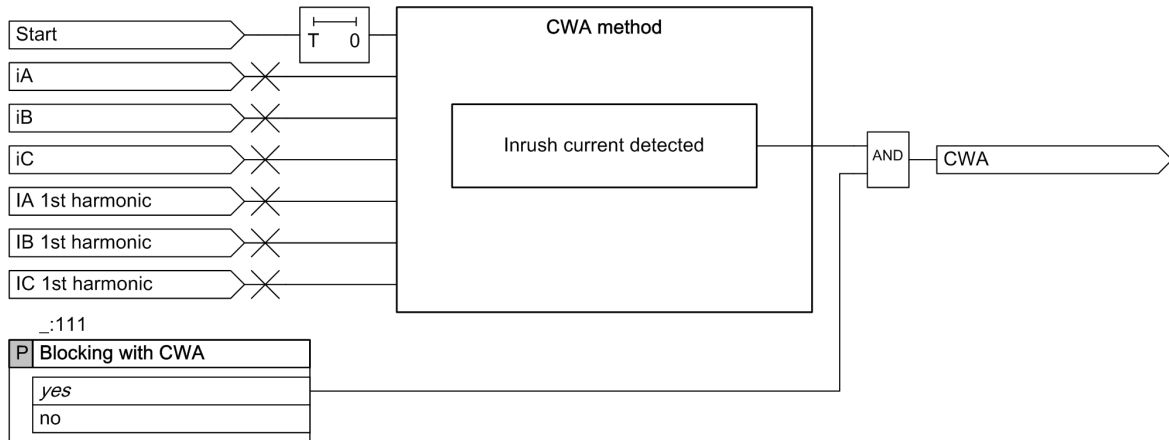 Start
T 0
CWA method
iA
iB
iC
Inrush current detected
AND
CWA
IA 1st harmonic
IB 1st harmonic
IC 1st harmonic
_:111
P Blocking with CWA
yes
no